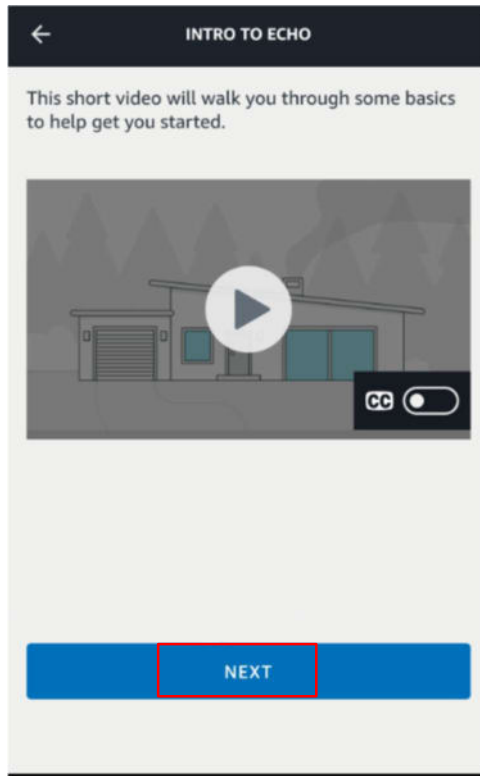 INTRO TO ECHO
This short video will walk you through some basics
to help get you started.
CC
NEXT